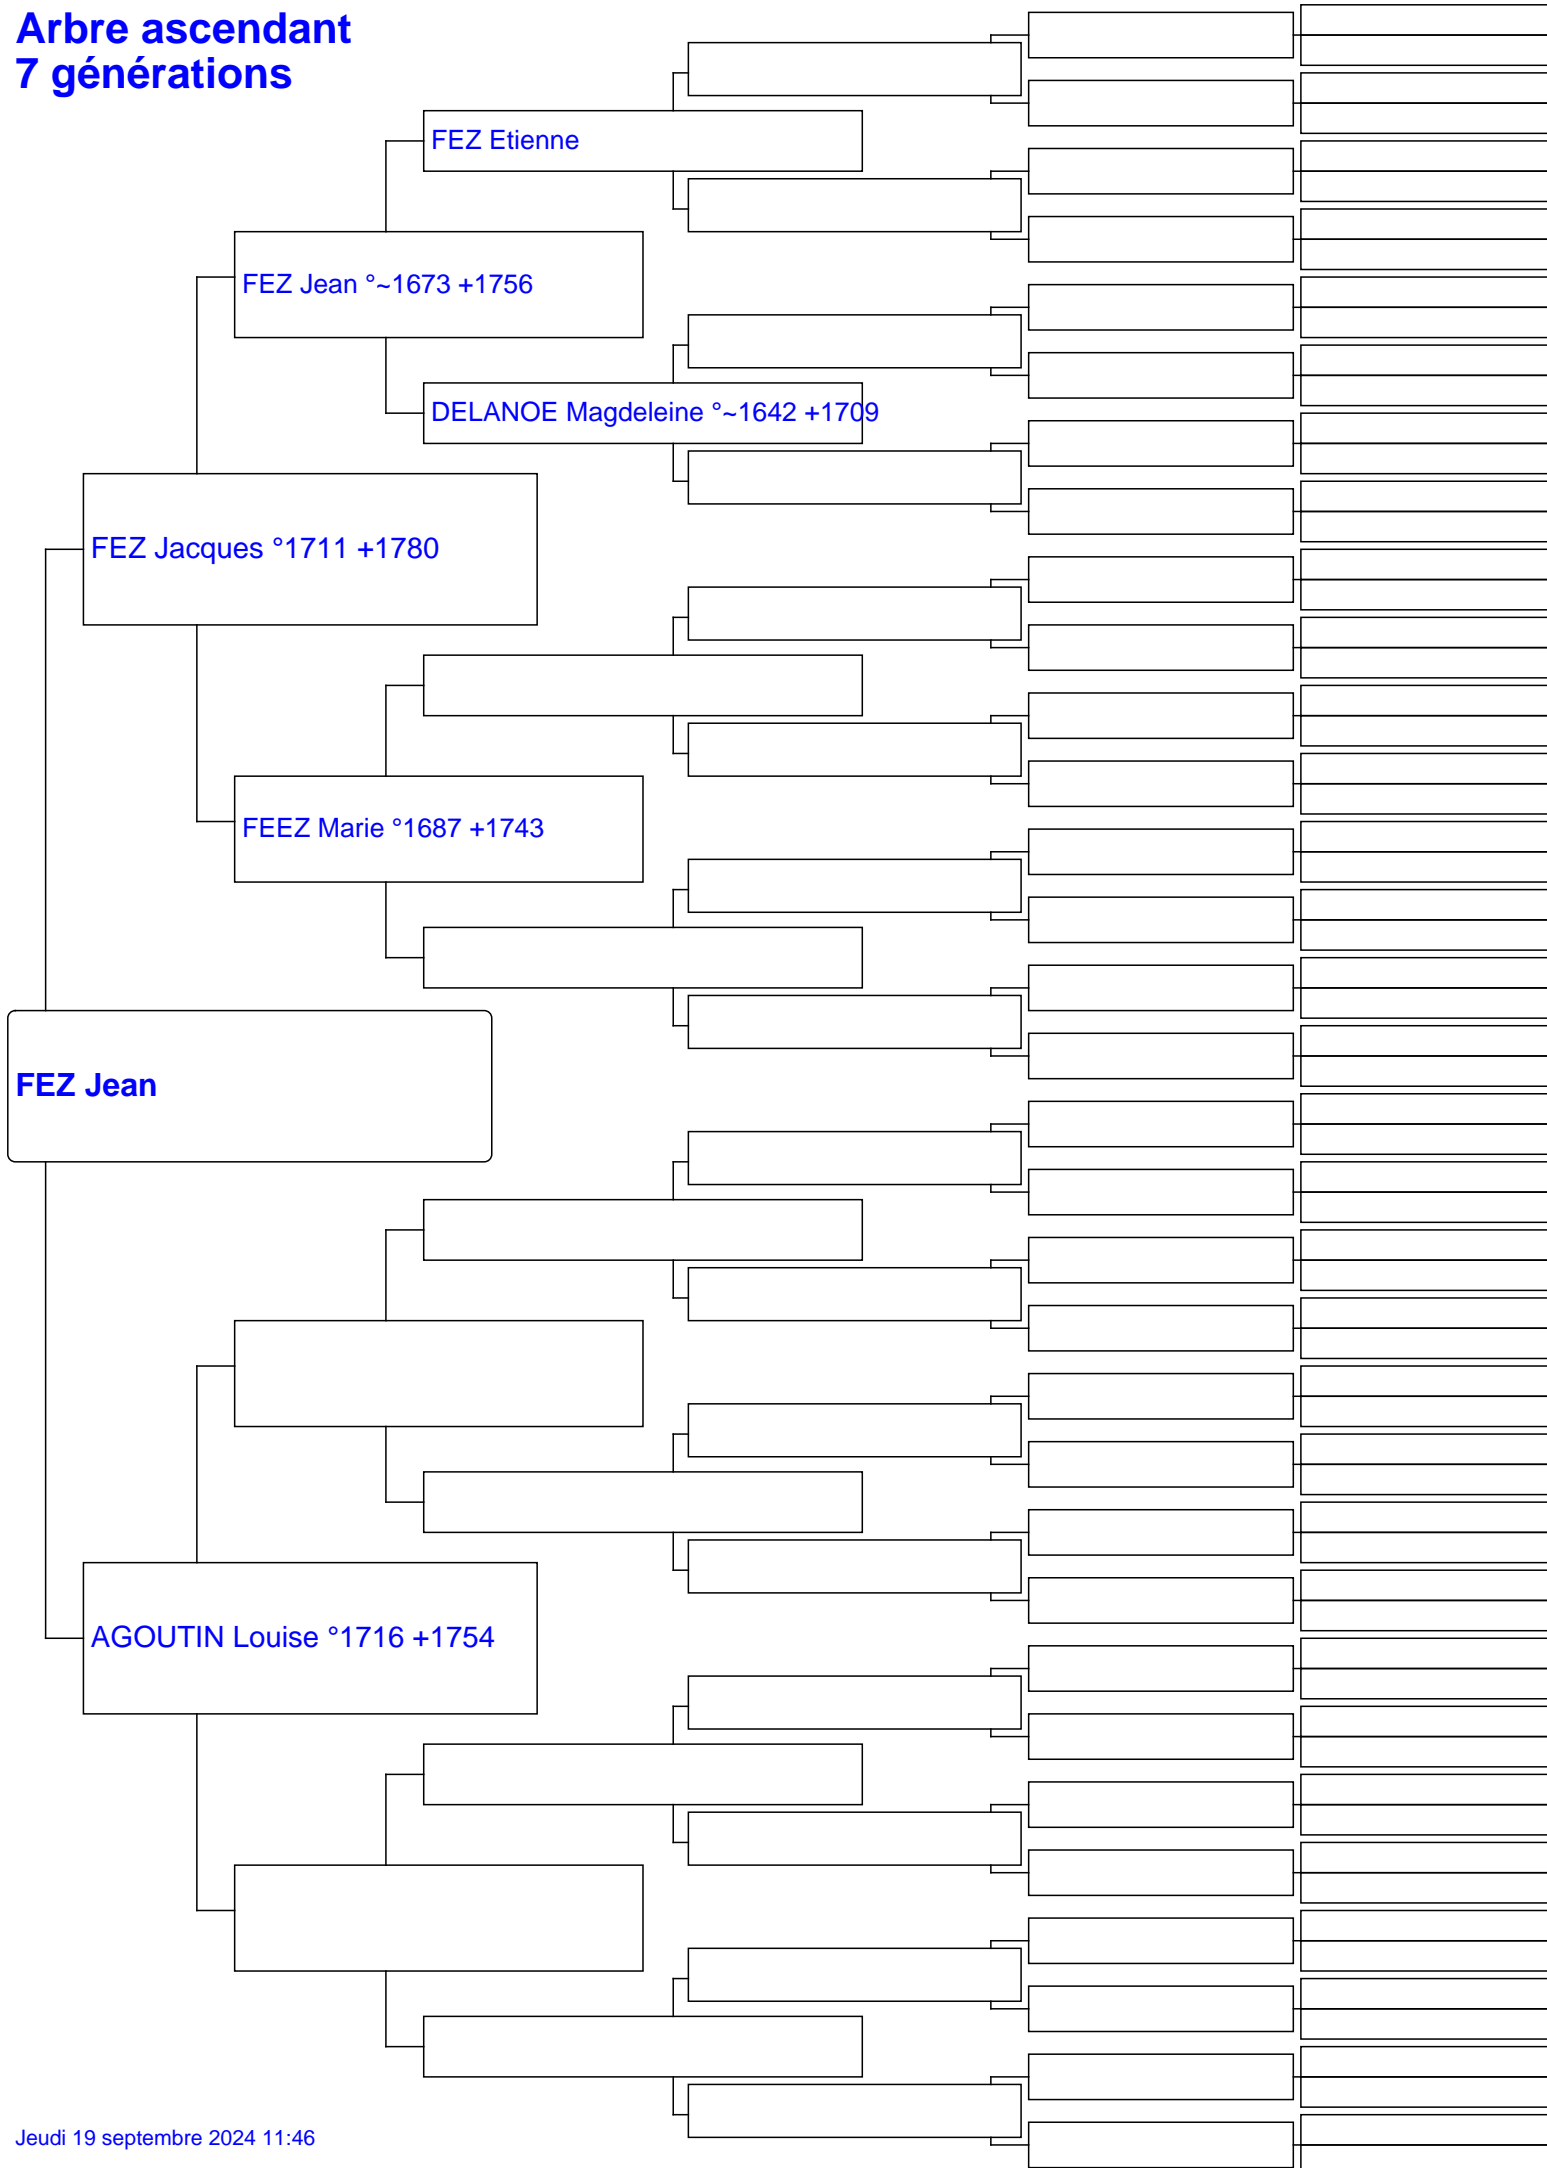 Arbre ascendant
7 générations
FEZ Etienne
FEZ Jean °~1673 +1756
DELANOE Magdeleine °~1642 +1709
FEZ Jacques °1711 +1780
FEEZ Marie °1687 +1743
FEZ Jean
AGOUTIN Louise °1716 +1754
Jeudi 19 septembre 2024 11:46